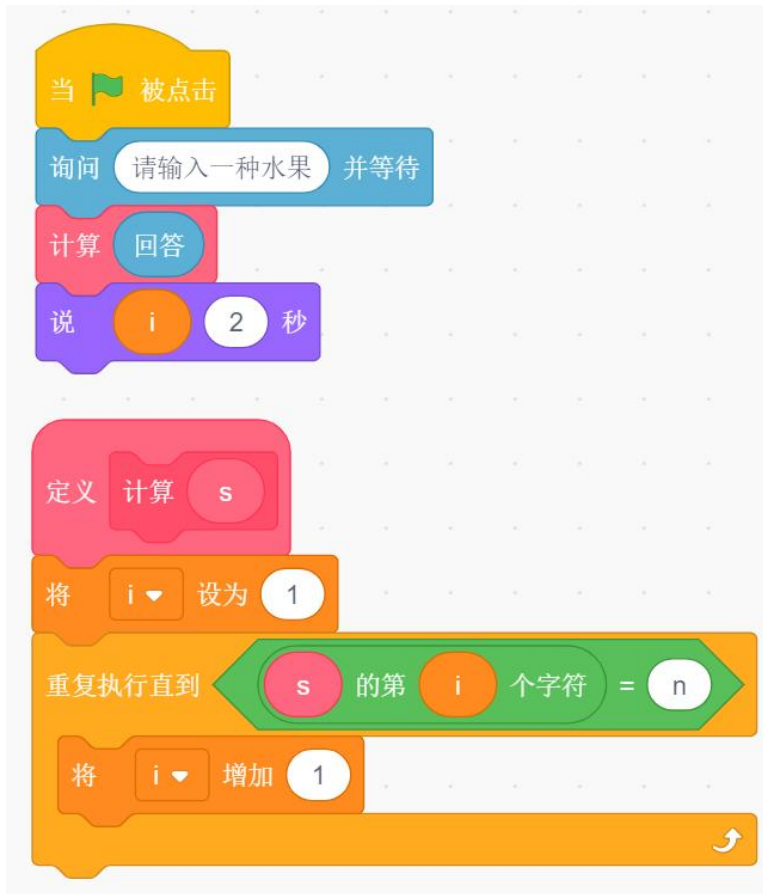 当 被点击
询问 请输入一种水果 并等待
计算 回答
说 i 2 秒
定义 计算 s
将 i 设为 1
重复执行直到 s 的第 i 个字符 = n
将 i 增加 1